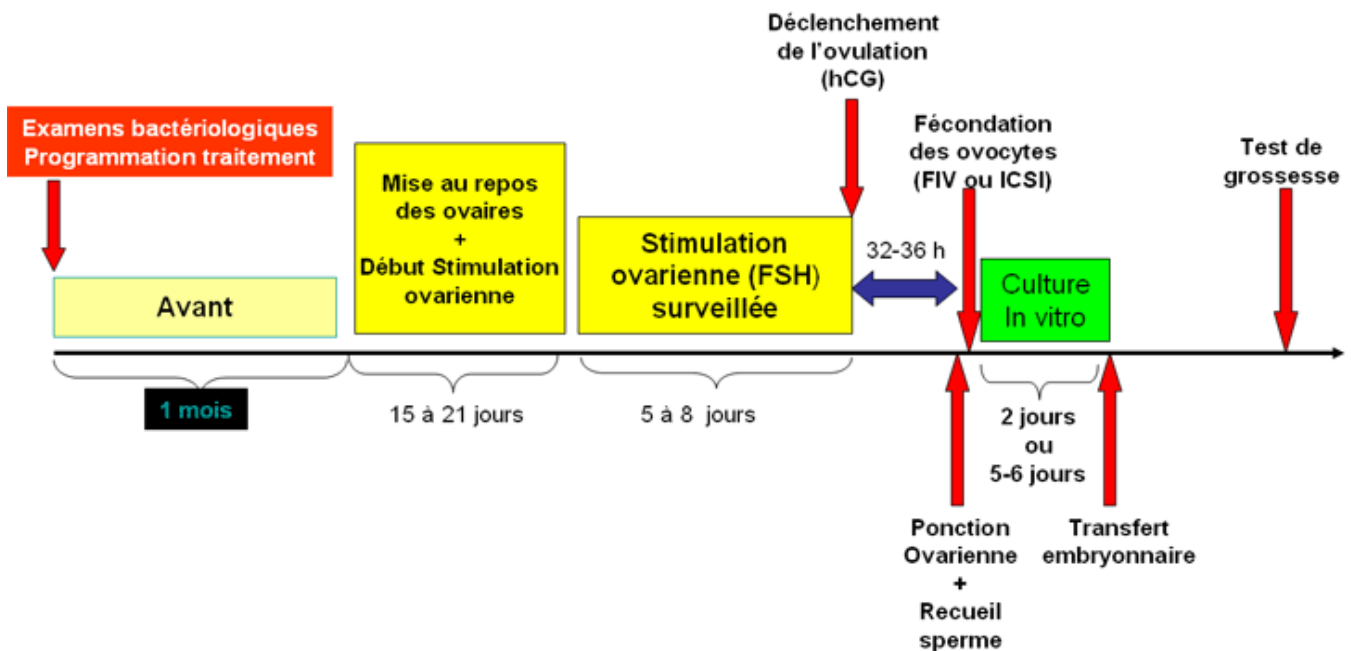 Déclenchement
de l'ovulation
(hCG)
Examens bactériologiques
Programmation traitement
Fécondation
des ovocytes
(FIV ou ICSI)
Test de
grossesse
Mise au repos
des ovaires
+
Début Stimulation
ovarienne
Stimulation
ovarienne (FSH)
surveillée
32-36 h
Avant
Culture
In vitro
1 mois
15 à 21 jours
5 à 8 jours
2 jours
ou
5-6 jours
Ponction
Ovarienne
+
Recueil
sperme
Transfert
embryonnaire